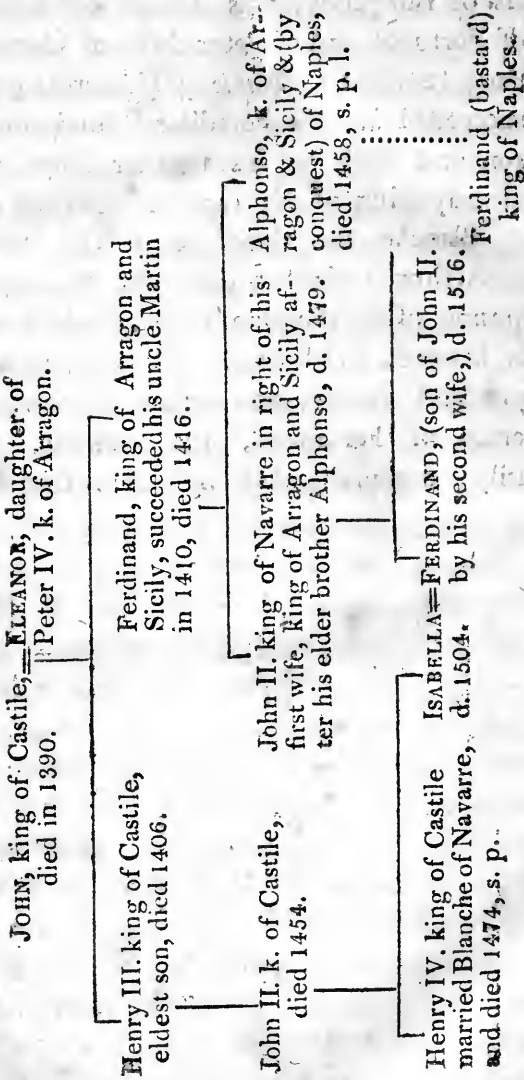 JOHN, king of Castile,=ELEANOR, daughter of
died in 1390.
Peter IV. k. of Arragon.
Henry III. king of Castile,
eldest son, died 1406.
Ferdinand, king of Arragon and
Sicily, succeeded his uncle Martin
in 1410, died 1416.
John II. k. of Castile,
died 1454.
John II. king of Navarre in right of his
first wife, king of Arragon and Sicily af-
ter his elder brother Alphonso, d. 1479.
Alphonso, k. of Ar-
ragon & Sicily & (by
conquest) of Naples,
died 1458, s. p. l.
Henry IV. king of Castile
married Blanche of Navarre,
and died 1474, s. p.
ISABELLA=FERDINAND, (son of John II.
d. 1504.
by his second wife,) d. 1516.
Ferdinand (bastard)
king of Naples.